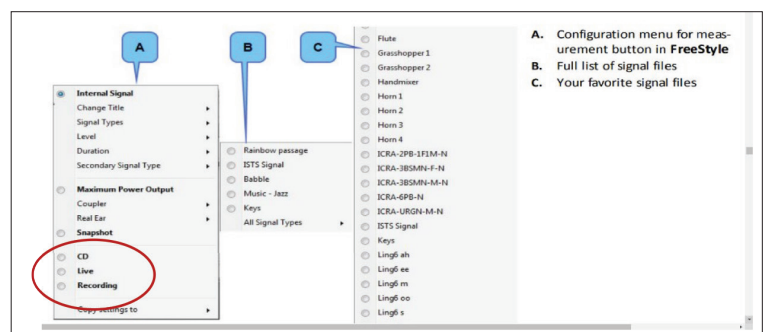 A
B
C
A. Configuration menu for meas-
urement button in FreeStyle
B. Full list of signal files
C. Your favorite signal files
Internal Signal
Change Title
Signal Types
Level
Duration
Secondary Signal Type
Maximum Power Output
Coupler
Real Ear
Snapshot
CD
Live
Recording
Copy settings to
Rainbow passage
ISTS Signal
Babble
Music - Jazz
Keys
All Signal Types
Flute
Grasshopper 1
Grasshopper 2
Handmixer
Horn 1
Horn 2
Horn 3
Horn 4
ICRA-2PB-1F1M-N
ICRA-3BSMN-F-N
ICRA-3BSMN-M-N
ICRA-6PB-N
ICRA-URGN-M-N
ISTS Signal
Keys
Ling6 ah
Ling6 ee
Ling6 m
Ling6 oo
Ling6 s